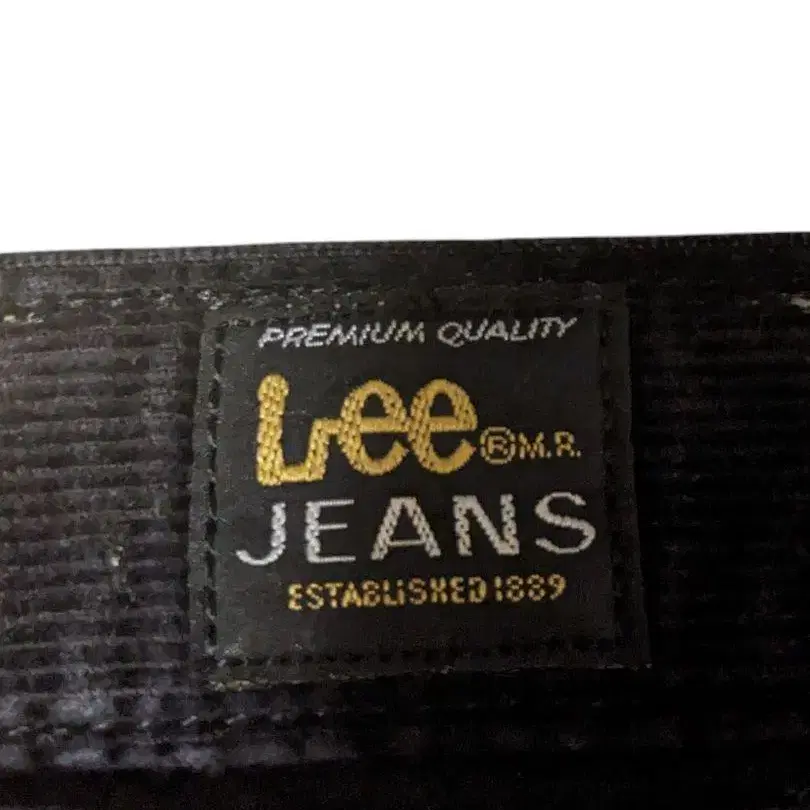 PREMIUM QUALITY
Lee ® M.R.
JEANS
ESTABLISHED 1889